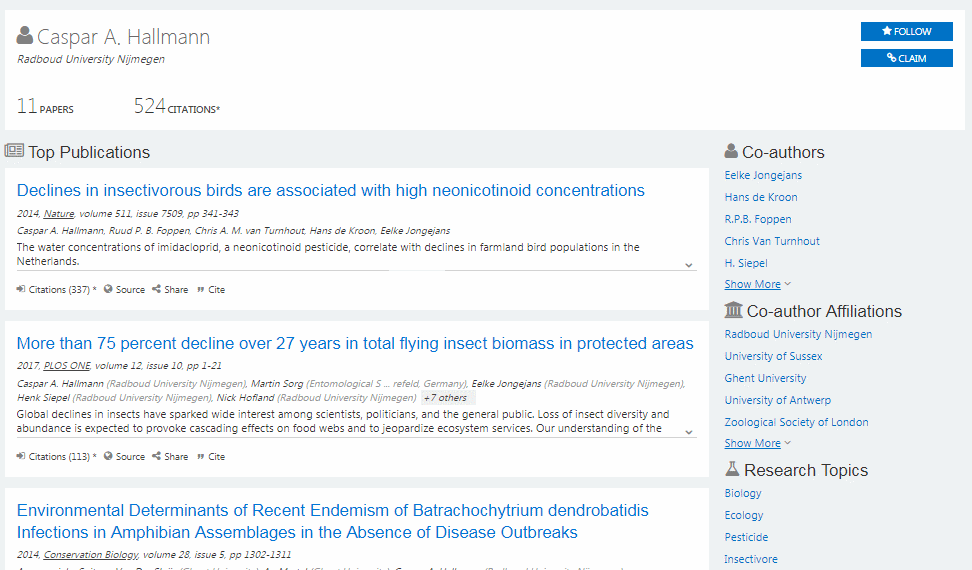 Caspar A. Hallmann
FOLLOW
Radboud University Nijmegen
CLAIM
11 PAPERS 524 CITATIONS*
Top Publications
Declines in insectivorous birds are associated with high neonicotinoid concentrations
2014, Nature, volume 511, issue 7509, pp 341-343
Caspar A. Hallmann, Ruud P. B. Foppen, Chris A. M. van Turnhout, Hans de Kroon, Eelke Jongejans
The water concentrations of imidacloprid, a neonicotinoid pesticide, correlate with declines in farmland bird populations in the
Netherlands.
Citations (337) * Source Share Cite
More than 75 percent decline over 27 years in total flying insect biomass in protected areas
2017, PLOS ONE, volume 12, issue 10, pp 1-21
Caspar A. Hallmann (Radboud University Nijmegen), Martin Sorg (Entomological S ... refeld, Germany), Eelke Jongejans (Radboud University Nijmegen),
Henk Siepel (Radboud University Nijmegen), Nick Hofland (Radboud University Nijmegen) +7 others
Global declines in insects have sparked wide interest among scientists, politicians, and the general public. Loss of insect diversity and
abundance is expected to provoke cascading effects on food webs and to jeopardize ecosystem services. Our understanding of the
Citations (113) * Source Share Cite
Environmental Determinants of Recent Endemism of Batrachochytrium dendrobatidis
Infections in Amphibian Assemblages in the Absence of Disease Outbreaks
2014, Conservation Biology, volume 28, issue 5, pp 1302-1311
Co-authors
Eelke Jongejans
Hans de Kroon
R.P.B. Foppen
Chris Van Turnhout
H. Siepel
Show More
Co-author Affiliations
Radboud University Nijmegen
University of Sussex
Ghent University
University of Antwerp
Zoological Society of London
Show More
Research Topics
Biology
Ecology
Pesticide
Insectivore